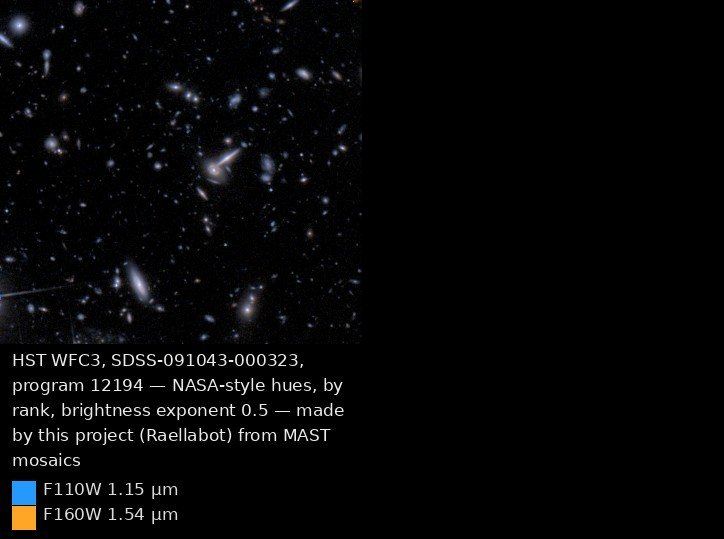 HST WFC3, SDSS-091043-000323,
program 12194 — NASA-style hues, by
rank, brightness exponent 0.5 — made
by this project (Raellabot) from MAST
mosaics
F110W 1.15 µm
F160W 1.54 µm